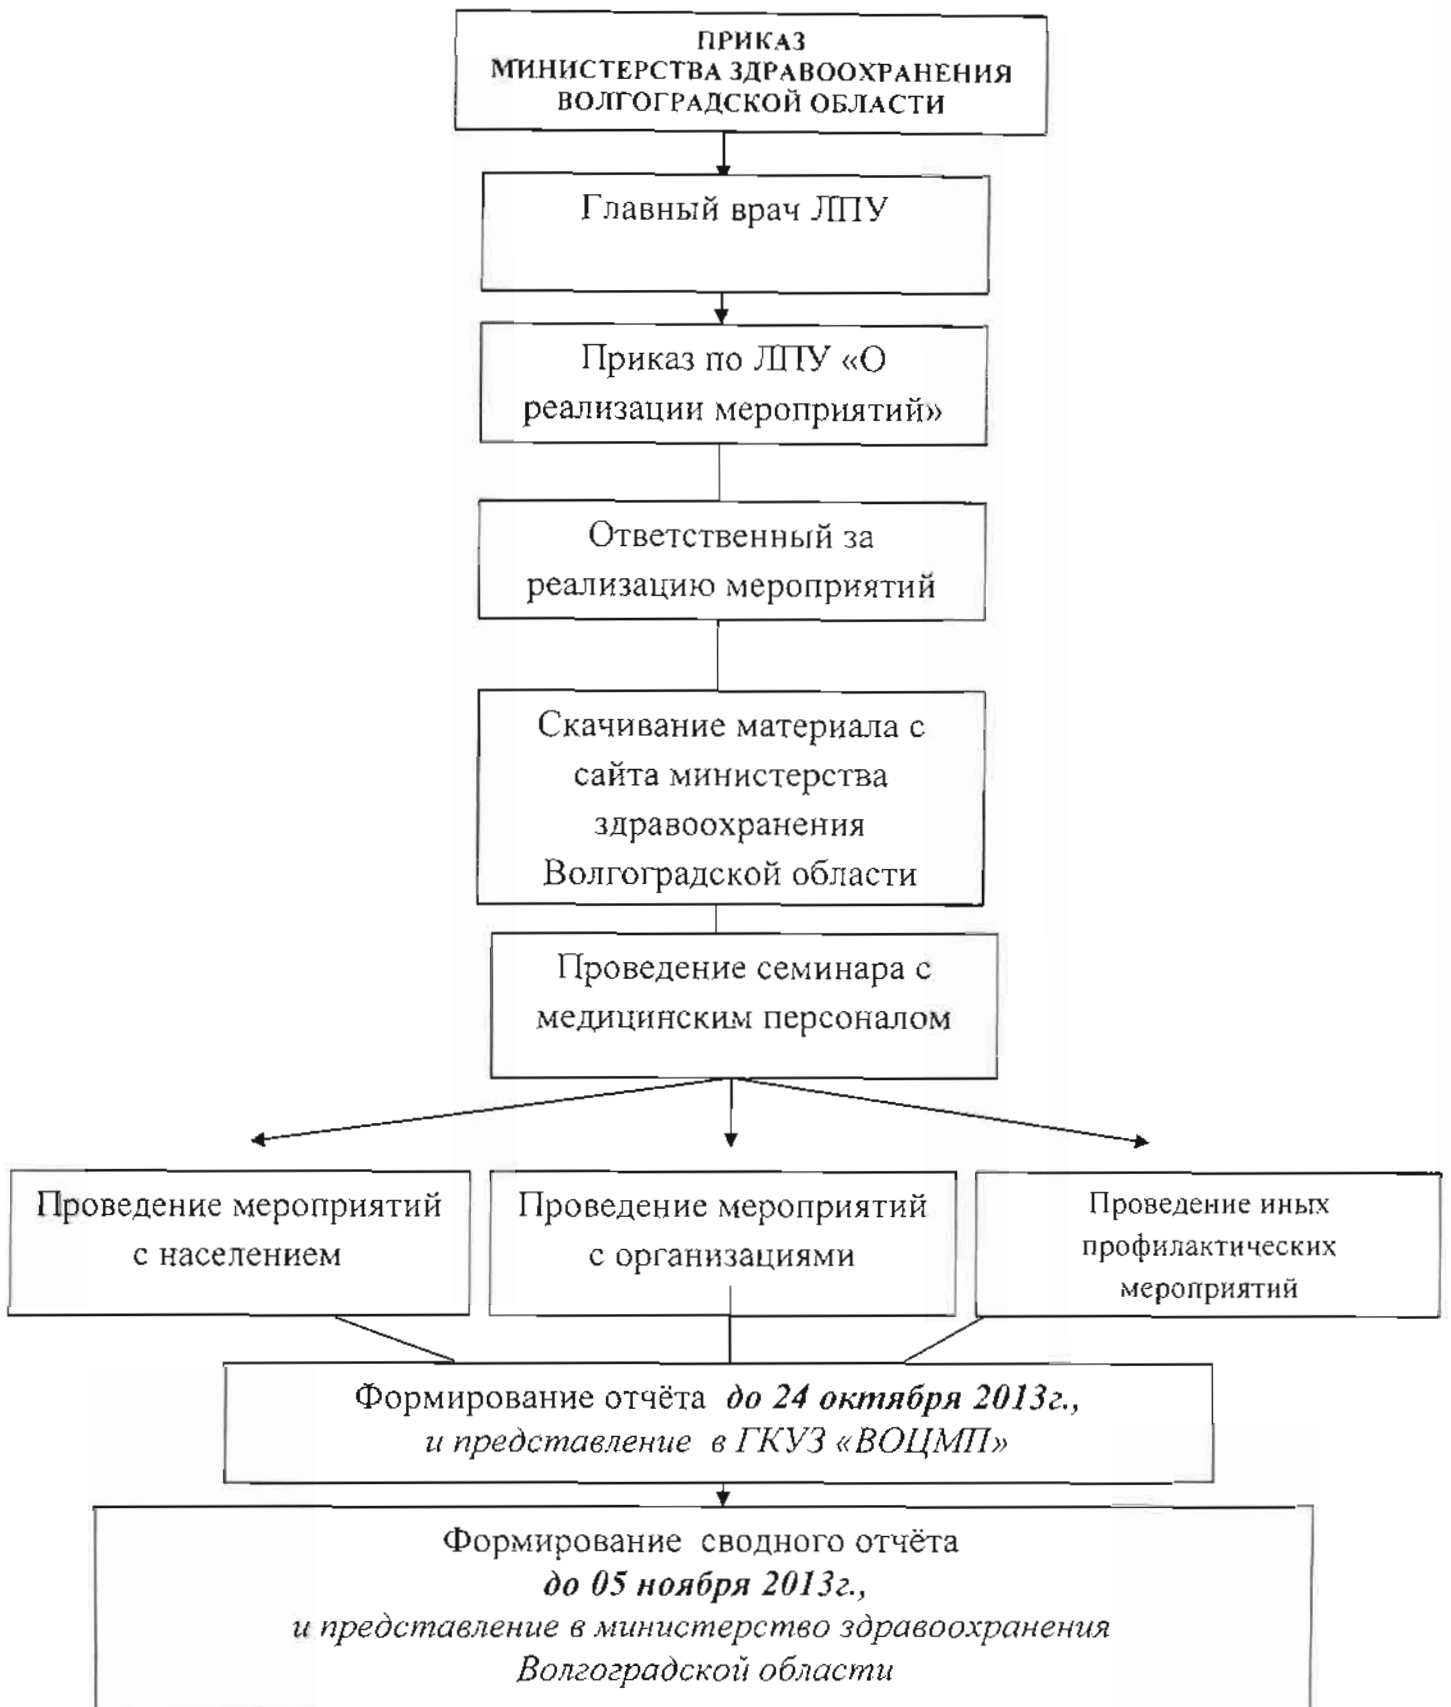 ПРИКАЗ
МИНИСТЕРСТВА ЗДРАВООХРАНЕНИЯ
ВОЛГОГРАДСКОЙ ОБЛАСТИ
Главный врач ЛПУ
Приказ по ЛПУ «О
реализации мероприятий»
Ответственный за
реализацию мероприятий
Скачивание материала с
сайта министерства
здравоохранения
Волгоградской области
Проведение семинара с
медицинским персоналом
Проведение мероприятий
с населением
Проведение мероприятий
с организациями
Проведение иных
профилактических
мероприятий
Формирование отчёта до 24 октября 2013г.,
и представление в ГКУЗ «ВОЦМП»
Формирование сводного отчёта
до 05 ноября 2013г.,
и представление в министерство здравоохранения
Волгоградской области